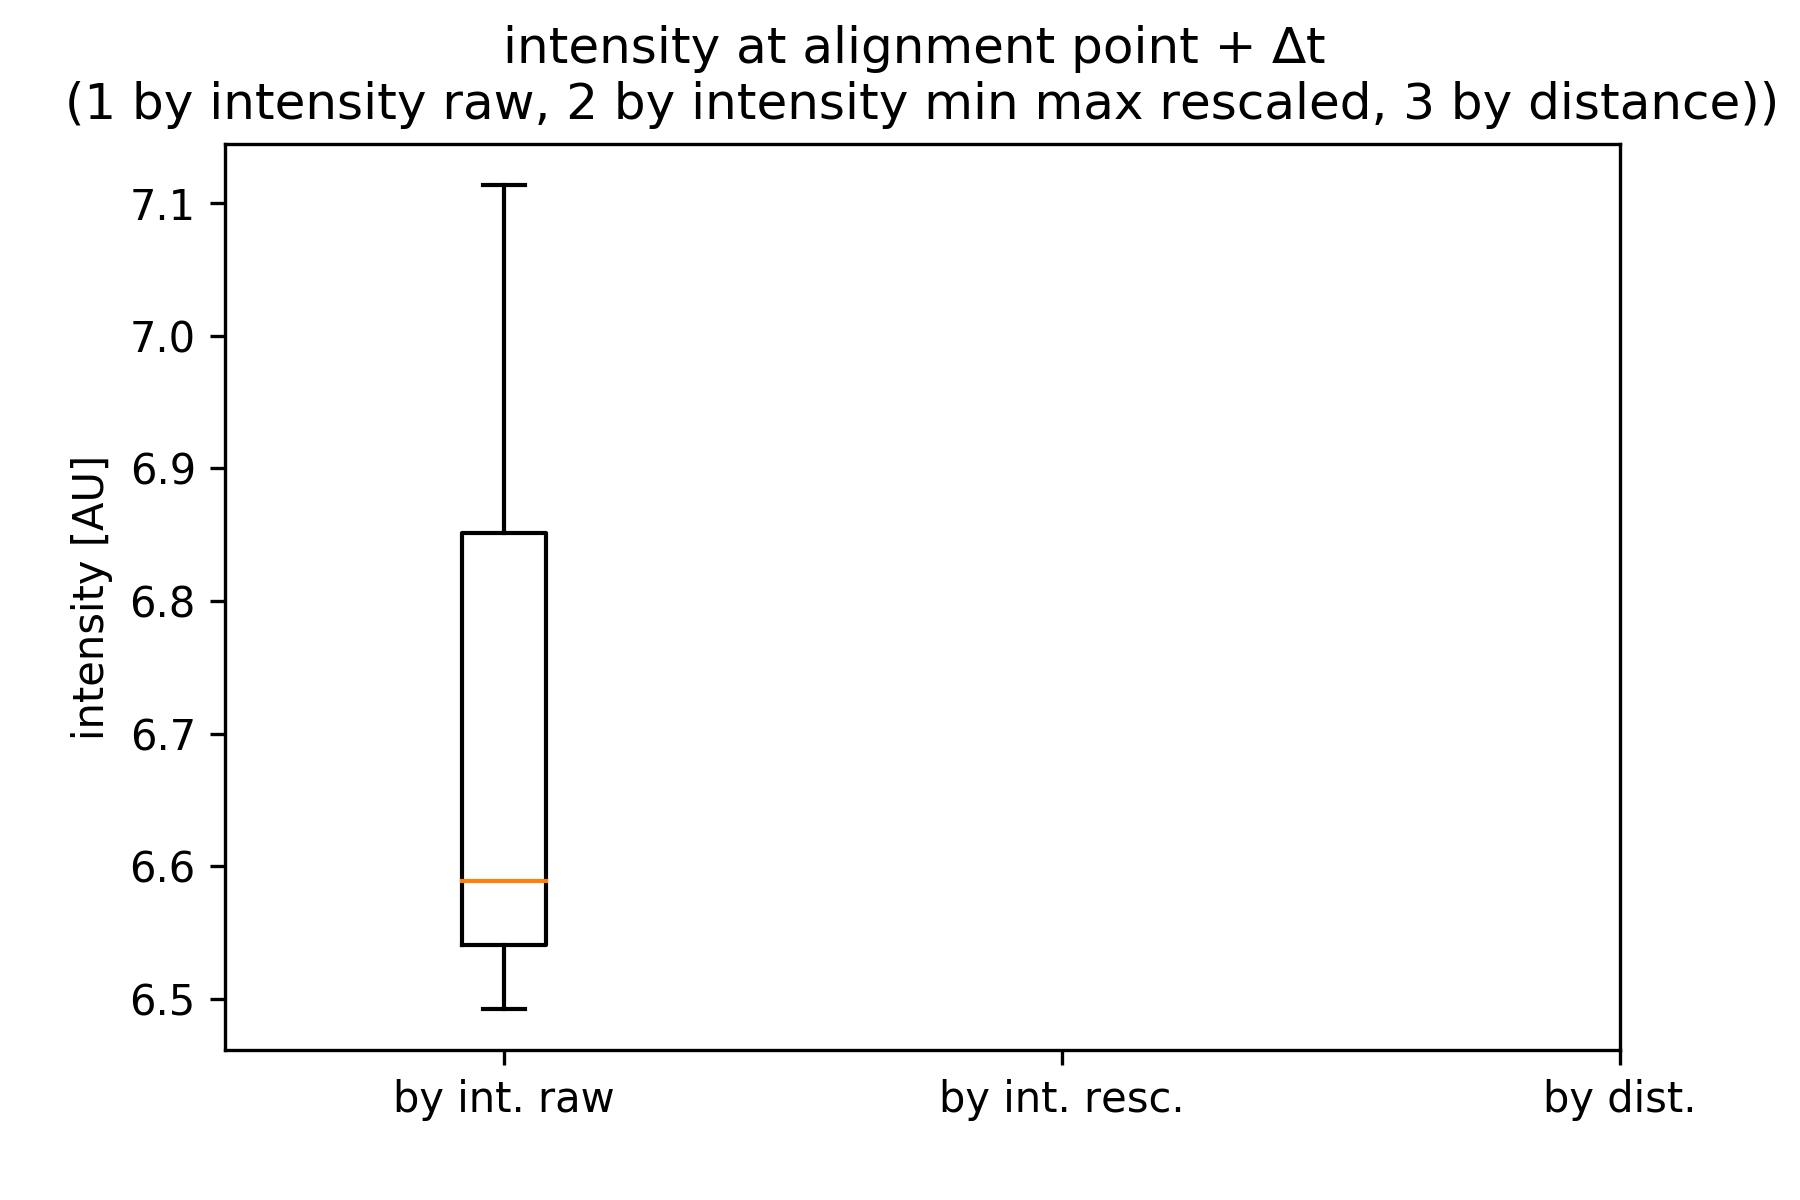 intensity at alignment point + Δt
(1 by intensity raw, 2 by intensity min max rescaled, 3 by distance))
intensity [AU]
7.1
7.0
6.9
6.8
6.7
6.6
6.5
by int. raw
by int. resc.
by dist.